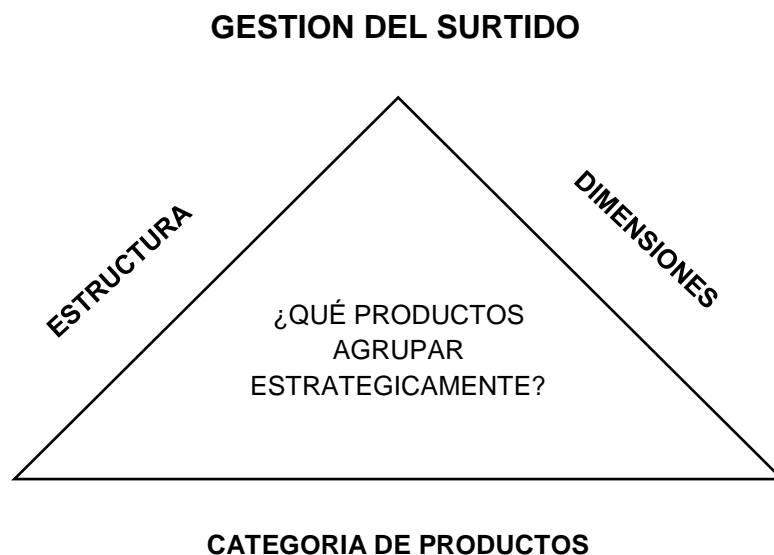 GESTION DEL SURTIDO
ESTRUCTURA
DIMENSIONES
¿QUÉ PRODUCTOS
AGRUPAR
ESTRATEGICAMENTE?
CATEGORIA DE PRODUCTOS